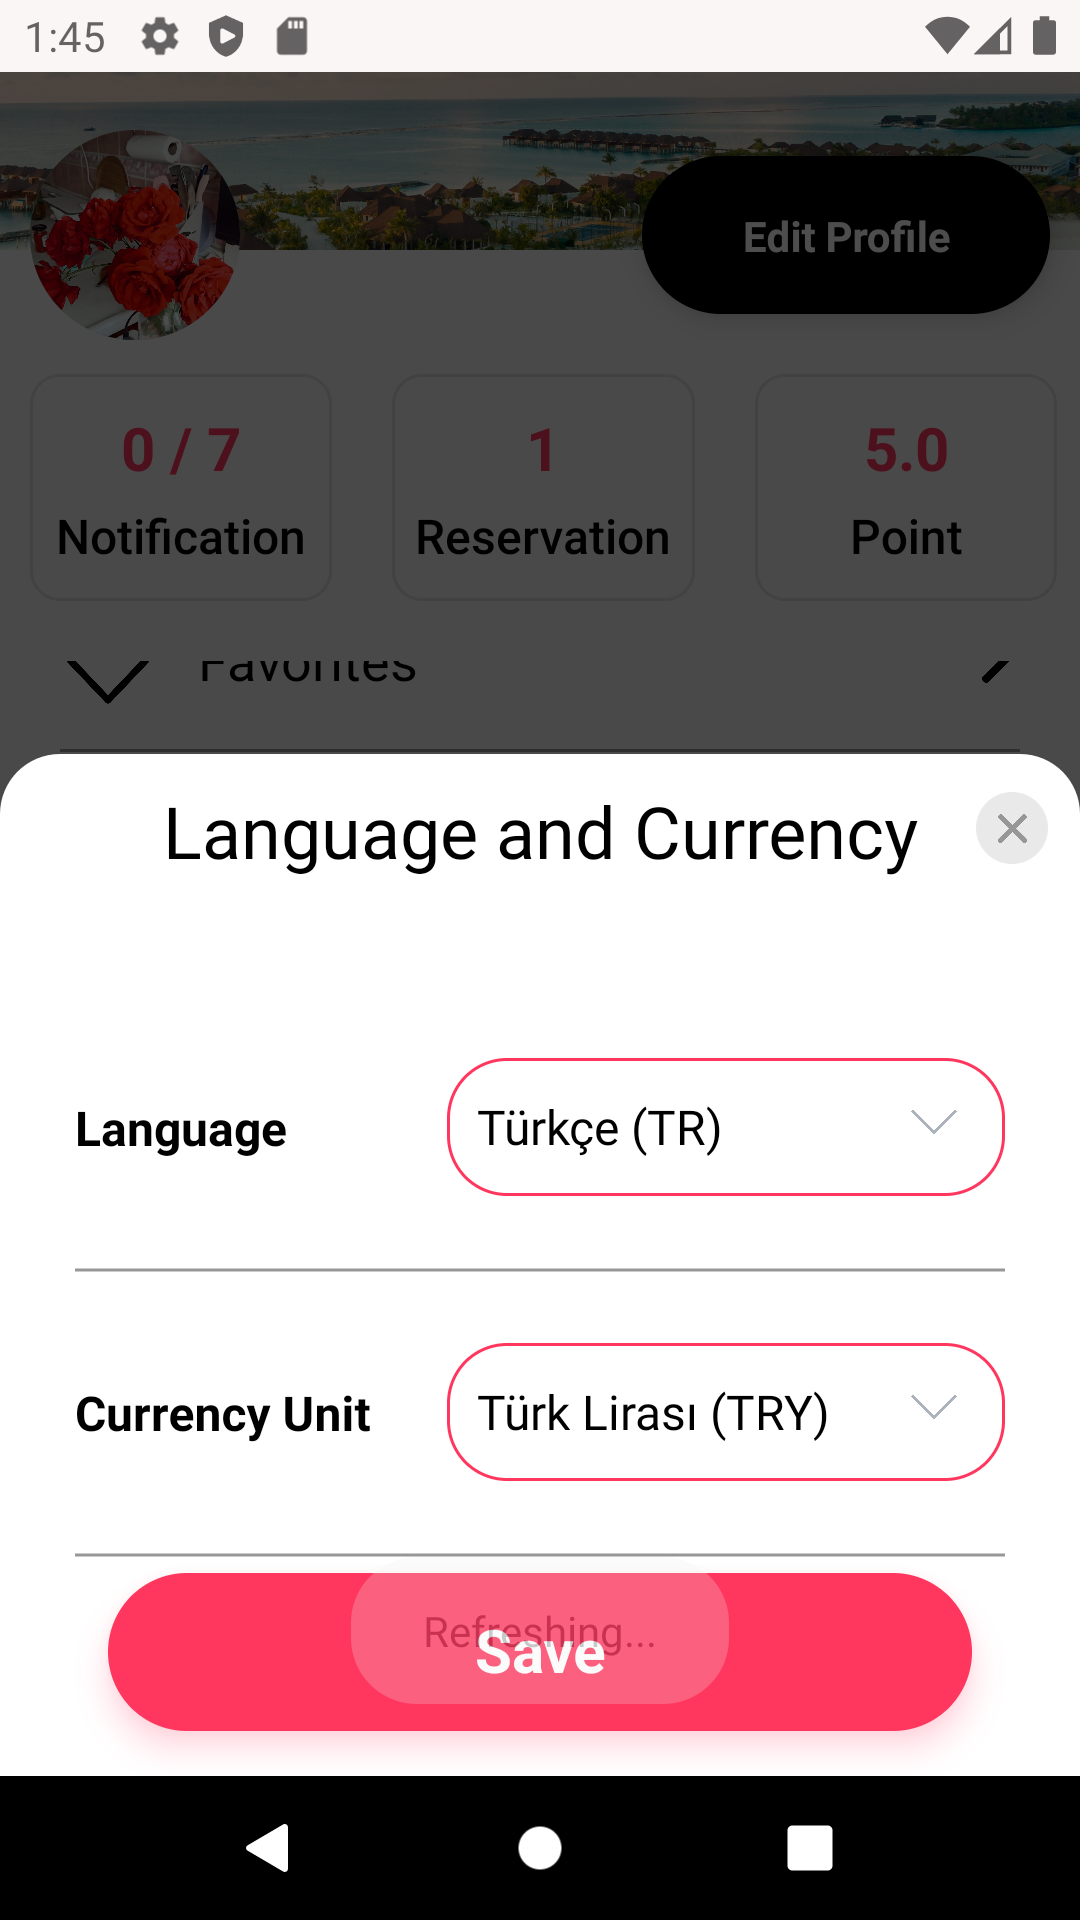 1:45
Edit Profile
0 / 7
Notification
1
Reservation
5.0
Point
Favorites
Language and Currency
Language
Türkçe (TR)
Currency Unit
Türk Lirası (TRY)
Refreshing...
Save